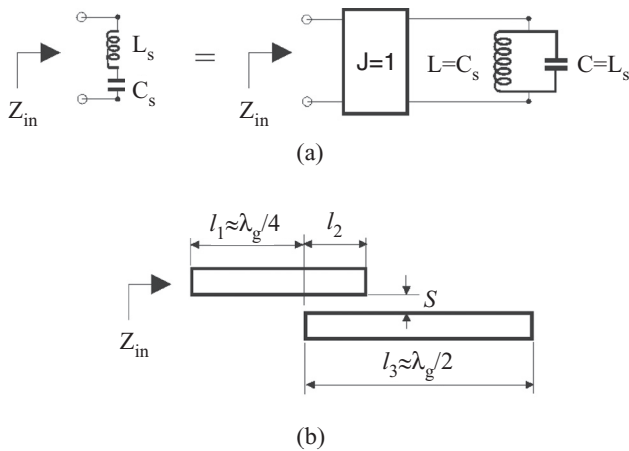 Z_in
L_s
C_s
=
Z_in
J=1
L=C_s
C=L_s
(a)
l_1≈λ_g/4
l_2
S
Z_in
l_3≈λ_g/2
(b)